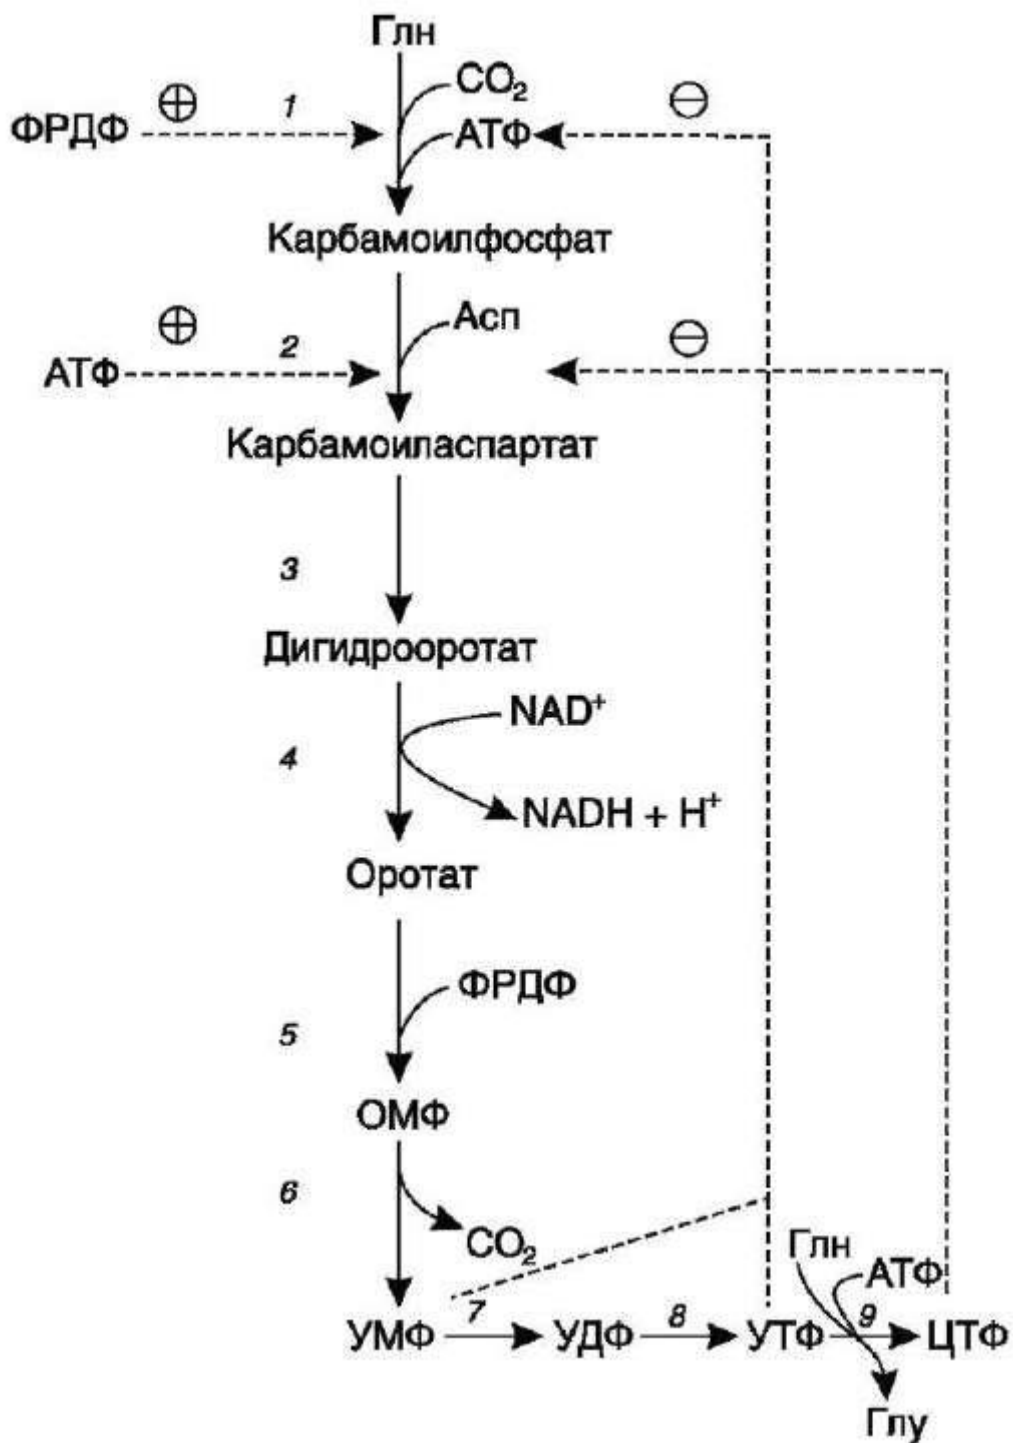 Глн
CO₂
⊕
1
⊖
ФРДФ
АТФ
Карбамоилфосфат
⊕
Асп
⊖
2
АТФ
Карбамоиласпартат
3
Дигидрооротат
NAD⁺
4
NADH + H⁺
Оротат
ФРДФ
5
ОМФ
6
CO₂
Глн
АТФ
УМФ 7 УДФ 8 УТФ 9 ЦТФ
Глу